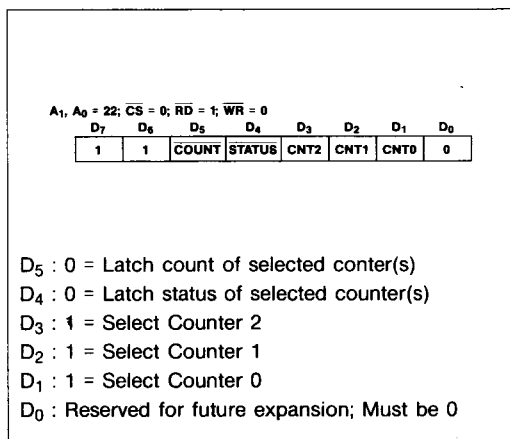 A1, A0 = 22; CS = 0; RD = 1; WR = 0
D7 D6 D5 D4 D3 D2 D1 D0
1 1 COUNT STATUS CNT2 CNT1 CNT0 0
D5 : 0 = Latch count of selected conter(s)
D4 : 0 = Latch status of selected counter(s)
D3 : 1 = Select Counter 2
D2 : 1 = Select Counter 1
D1 : 1 = Select Counter 0
D0 : Reserved for future expansion; Must be 0